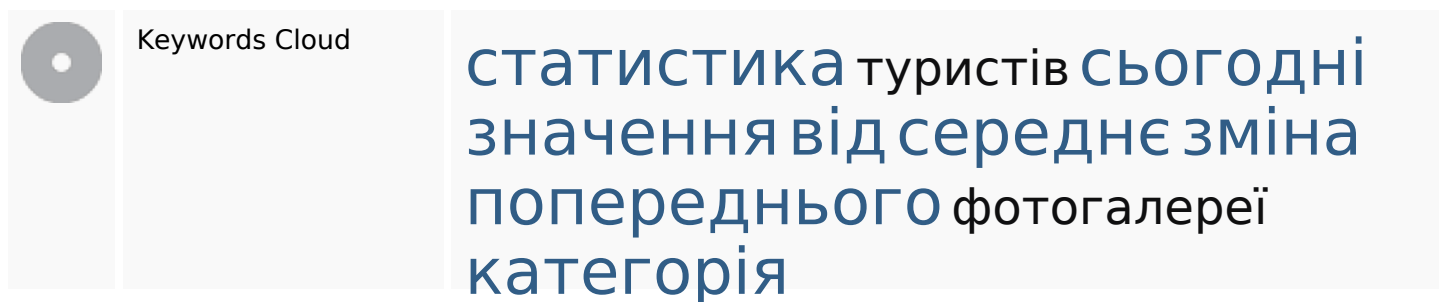 Keywords Cloud
статистика туристів сьогодні
значення від середнє зміна
попереднього фотогалереї
категорія